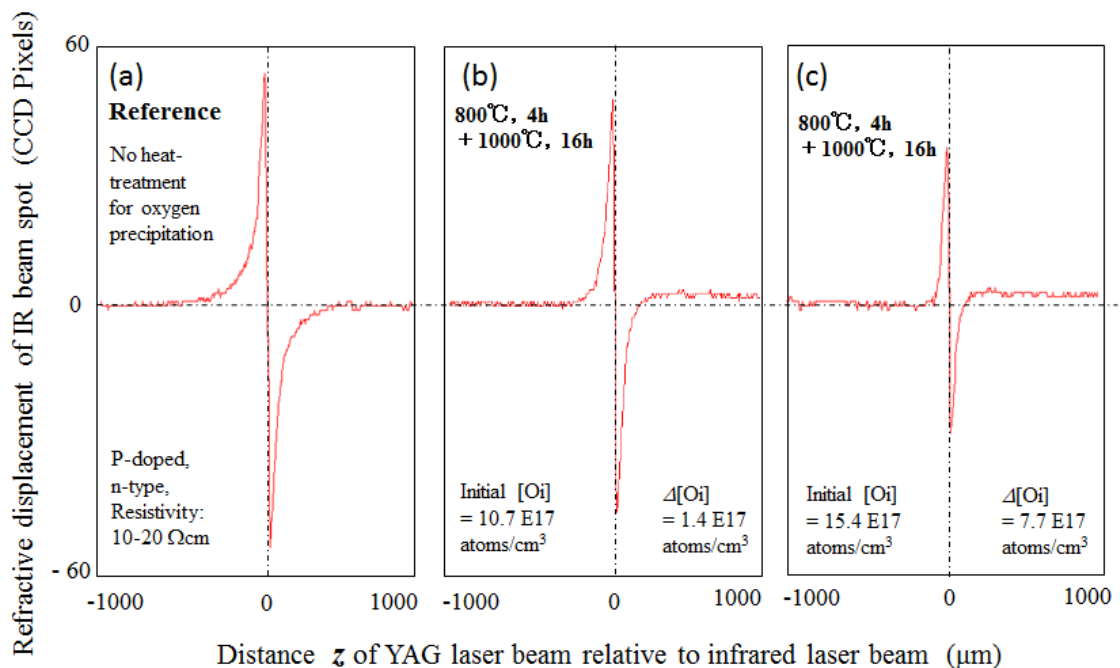 Refractive displacement of IR beam spot (CCD Pixels)
60
0
- 60
(a)
Reference
No heat-
treatment
for oxygen
precipitation
P-doped,
n-type,
Resistivity:
10-20 Ωcm
-1000 0 1000
(b)
800℃, 4h
+ 1000℃, 16h
Initial [Oi]
= 10.7 E17
atoms/cm³
Δ[Oi]
= 1.4 E17
atoms/cm³
-1000 0 1000
(c)
800℃, 4h
+ 1000℃, 16h
Initial [Oi]
= 15.4 E17
atoms/cm³
Δ[Oi]
= 7.7 E17
atoms/cm³
-1000 0 1000
Distance z of YAG laser beam relative to infrared laser beam (μm)